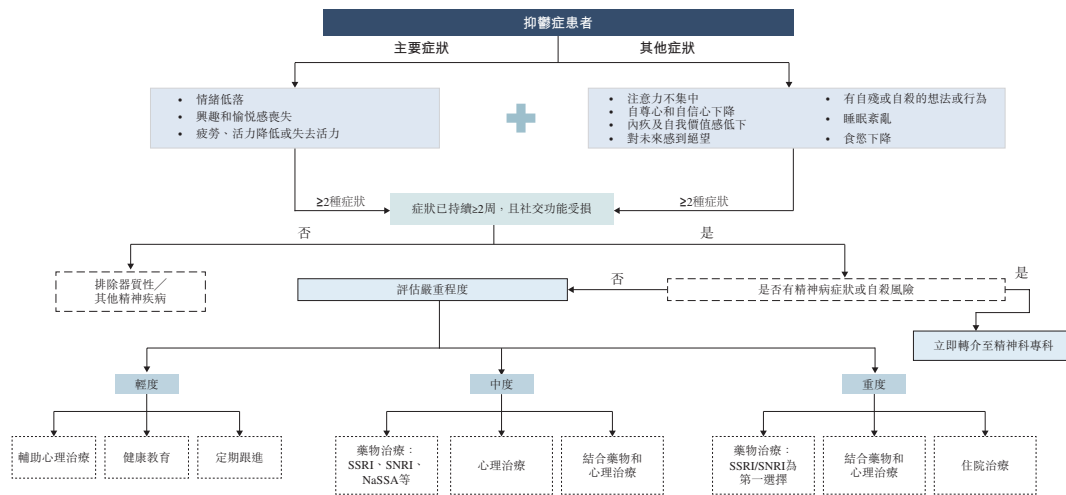 抑鬱症患者
主要症狀
其他症狀
• 情緒低落
• 興趣和愉悅感喪失
• 疲勞、活力降低或失去活力
• 注意力不集中
• 自尊心和自信心下降
• 內疚及自我價值感低下
• 對未來感到絕望
• 有自殘或自殺的想法或行為
• 睡眠紊亂
• 食慾下降
≥2種症狀
症狀已持續≥2周，且社交功能受損
≥2種症狀
否
是
排除器質性／
其他精神疾病
評估嚴重程度
否
是否有精神病症狀或自殺風險
是
立即轉介至精神科專科
輕度
中度
重度
輔助心理治療
健康教育
定期跟進
藥物治療：
SSRI、SNRI、
NaSSA等
心理治療
結合藥物和
心理治療
藥物治療：
SSRI/SNRI為
第一選擇
結合藥物和
心理治療
住院治療